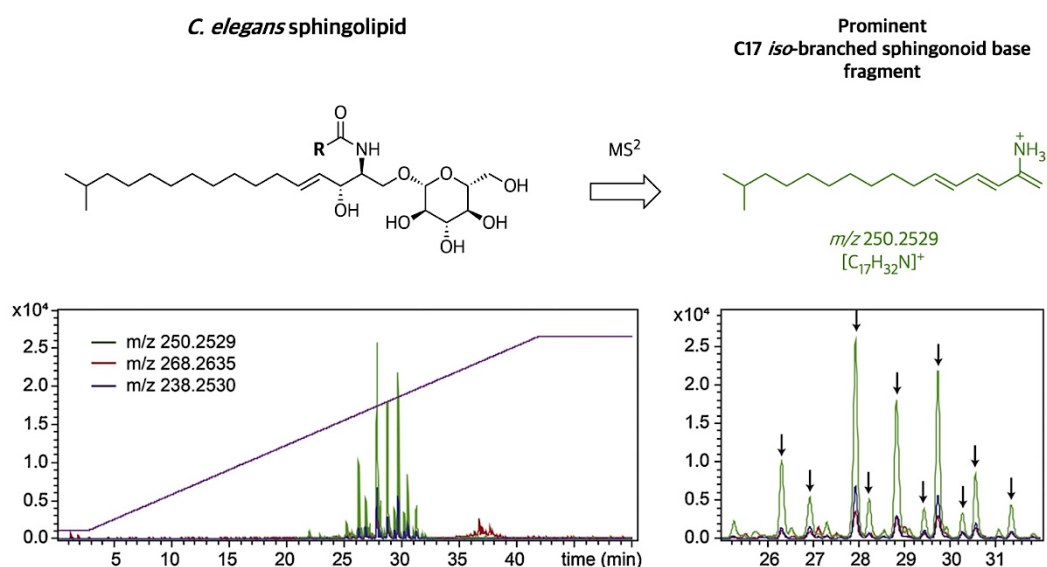 C. elegans sphingolipid
Prominent
C17 iso-branched sphingonoid base
fragment
O
R
NH
O
O
OH
OH
HO
OH
OH
MS²
+
NH₃
m/z 250.2529
[C₁₇H₃₂N]⁺
x10⁴
2.5
2.0
1.5
1.0
0.5
0.0
m/z 250.2529
m/z 268.2635
m/z 238.2530
5
10
15
20
25
30
35
40
time (min)
x10⁴
2.5
2.0
1.5
1.0
0.5
0.0
26
27
28
29
30
31